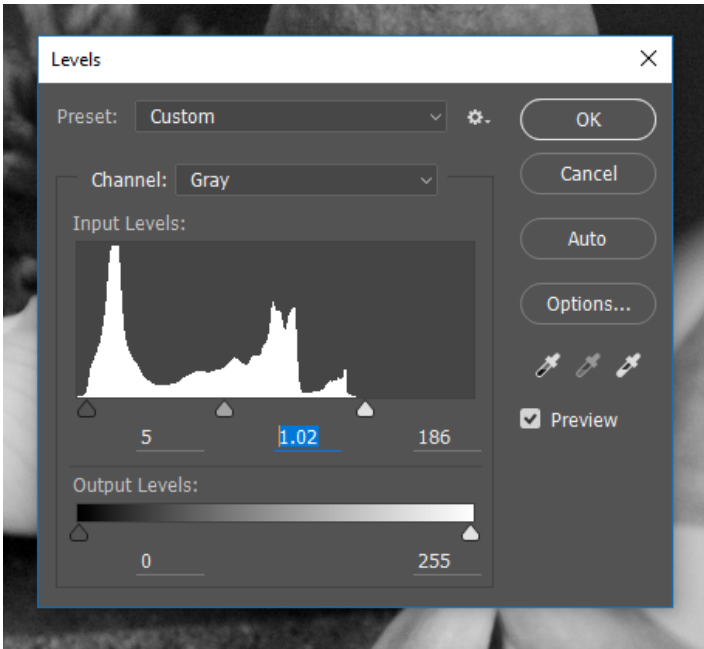 Levels
Preset: Custom
OK
Channel: Gray
Cancel
Input Levels:
Auto
Options...
5 1.02 186
Preview
Output Levels:
0 255